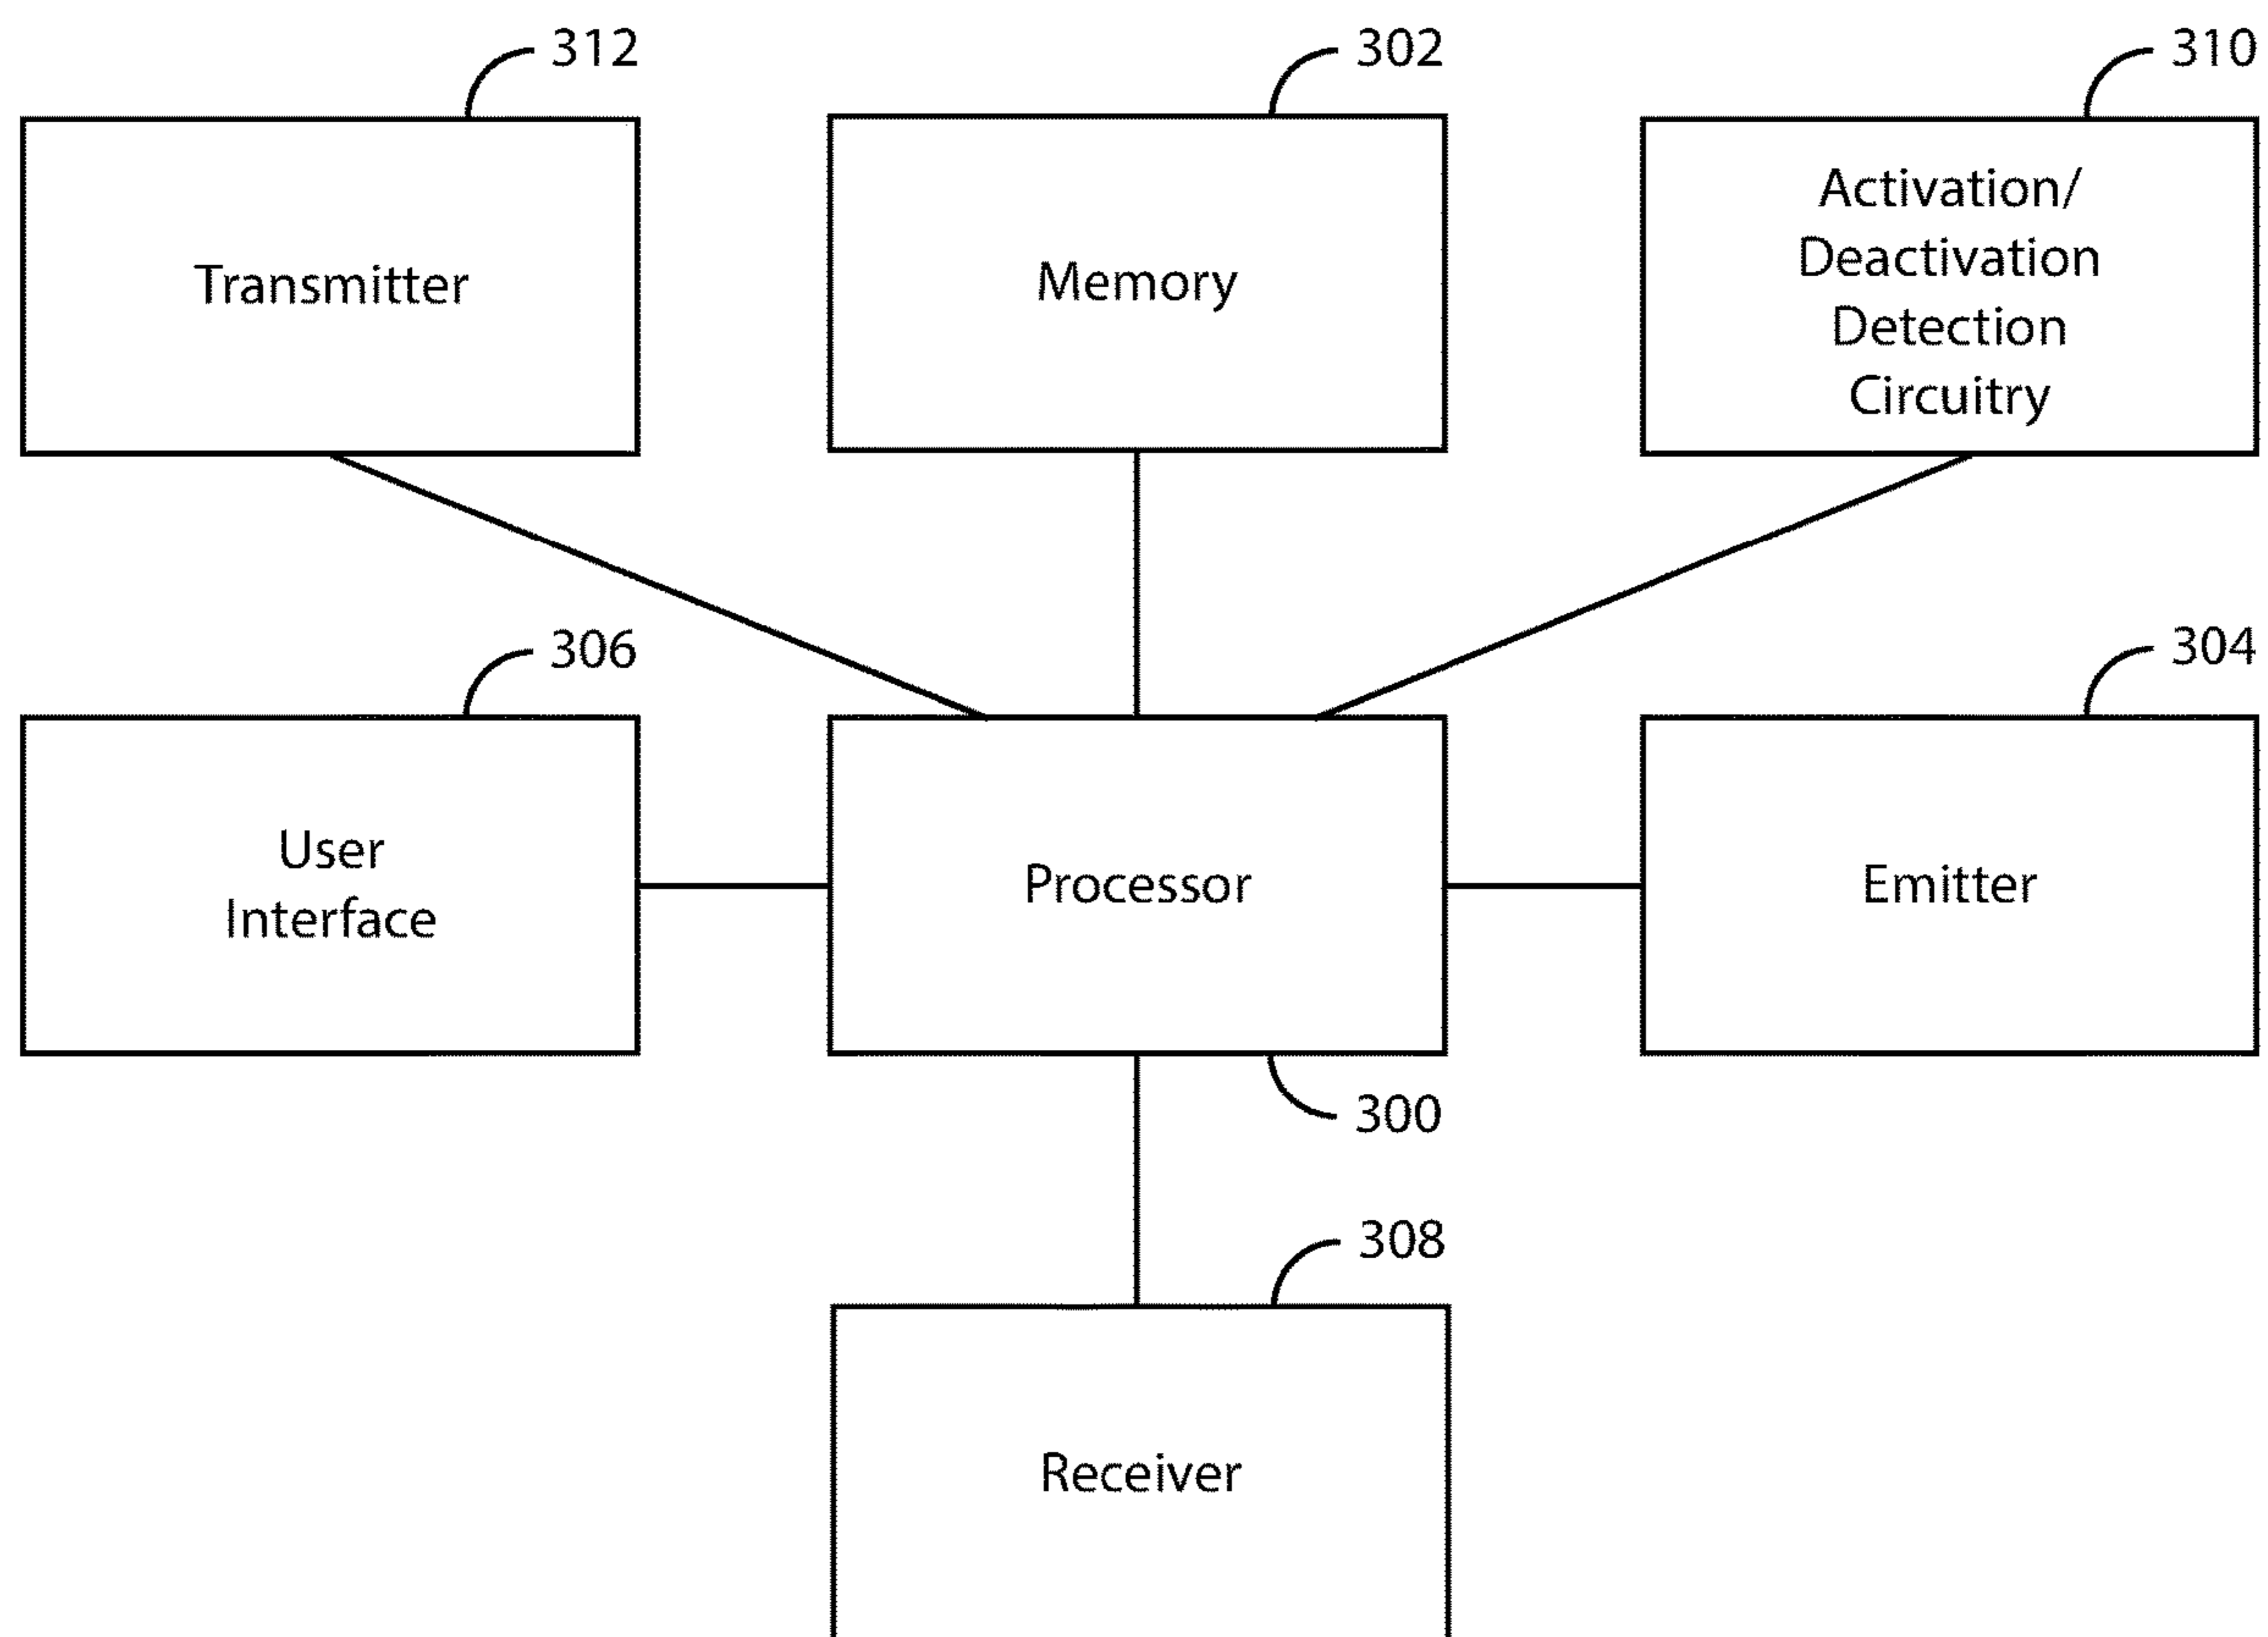 312
302
310
Transmitter
Memory
Activation/
Deactivation
Detection
Circuitry
306
304
User
Interface
Processor
Emitter
300
308
Receiver